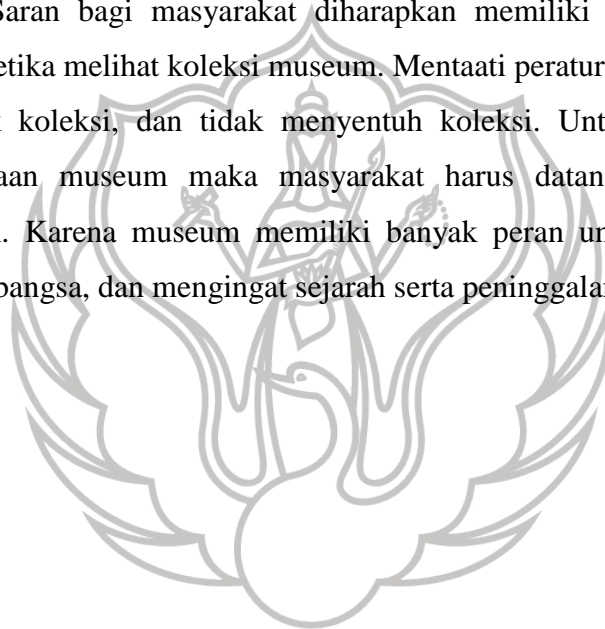 Saran bagi masyarakat diharapkan memiliki
etika melihat koleksi museum. Mentaati peratur
koleksi, dan tidak menyentuh koleksi. Unt
aan museum maka masyarakat harus datan
. Karena museum memiliki banyak peran un
bangsa, dan mengingat sejarah serta peninggala